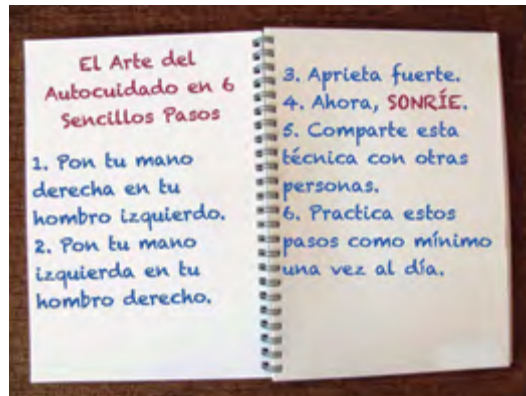 El Arte del
Autocuidado en 6
Sencillos Pasos
1. Pon tu mano
derecha en tu
hombro izquierdo.
2. Pon tu mano
izquierda en tu
hombro derecho.
3. Aprieta fuerte.
4. Ahora, SONRÍE.
5. Comparte esta
técnica con otras
personas.
6. Practica estos
pasos como mínimo
una vez al día.